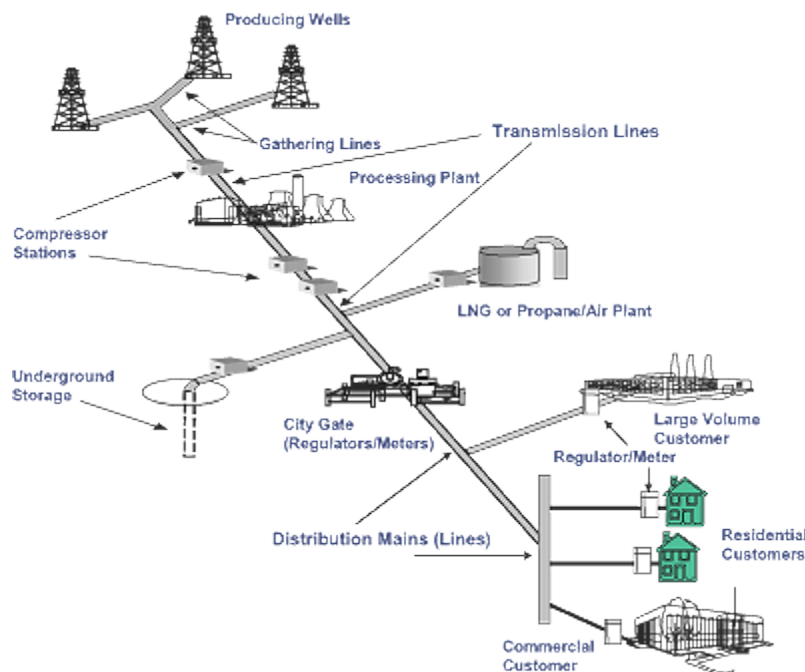 Producing Wells
Gathering Lines
Transmission Lines
Processing Plant
Compressor
Stations
LNG or Propane/Air Plant
Underground
Storage
City Gate
(Regulators/Meters)
Large Volume
Customer
Regulator/Meter
Distribution Mains (Lines)
Residential
Customers
Commercial
Customer